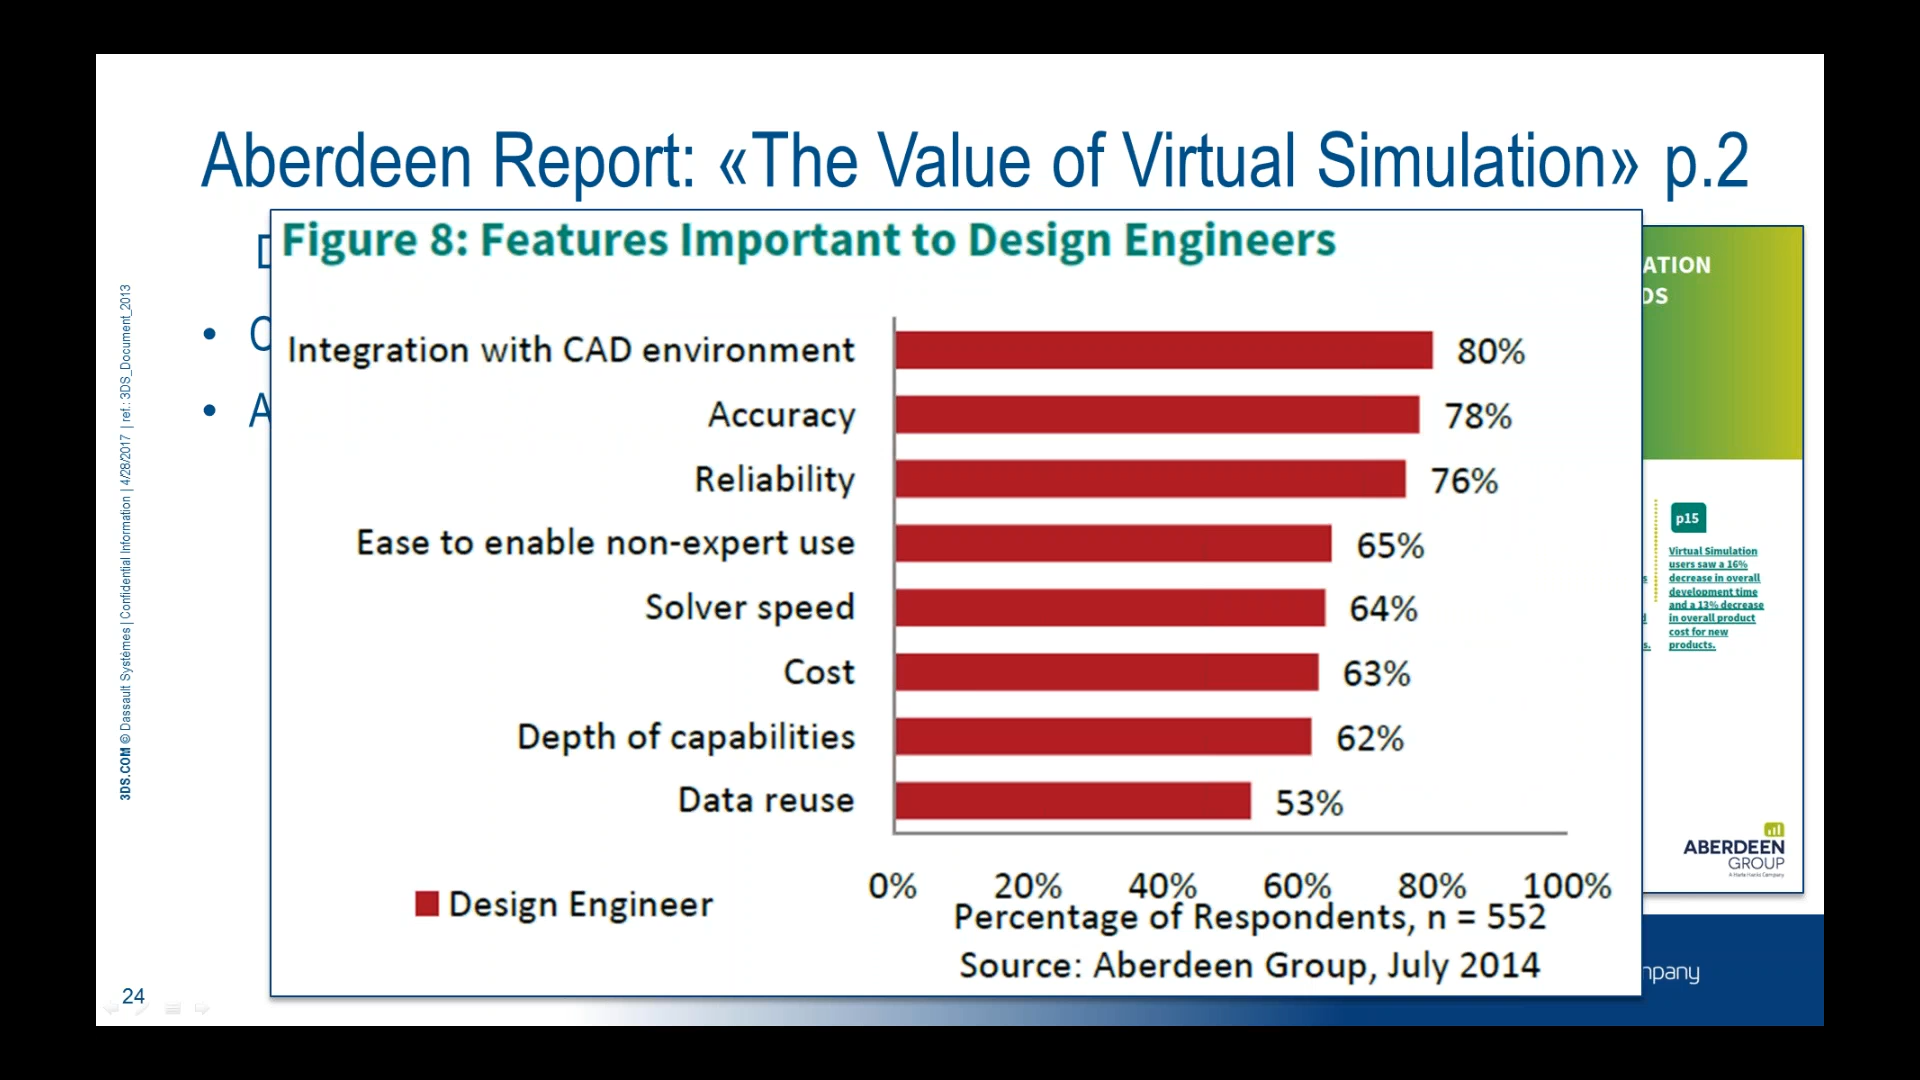 Aberdeen Report: «The Value of Virtual Simulation» p.2
Figure 8: Features Important to Design Engineers
Integration with CAD environment 80%
Accuracy 78%
Reliability 76%
Ease to enable non-expert use 65%
Solver speed 64%
Cost 63%
Depth of capabilities 62%
Data reuse 53%
0% 20% 40% 60% 80% 100%
Design Engineer
Percentage of Respondents, n = 552
Source: Aberdeen Group, July 2014
p15
Virtual Simulation
users saw a 16%
decrease in overall
development time
and a 13% decrease
in overall product
cost for new
products.
ABERDEEN
GROUP
A Harte Hanks Company
3DS.COM © Dassault Systèmes | Confidential Information | 4/28/2017 | ref.: 3DS_Document_2013
24